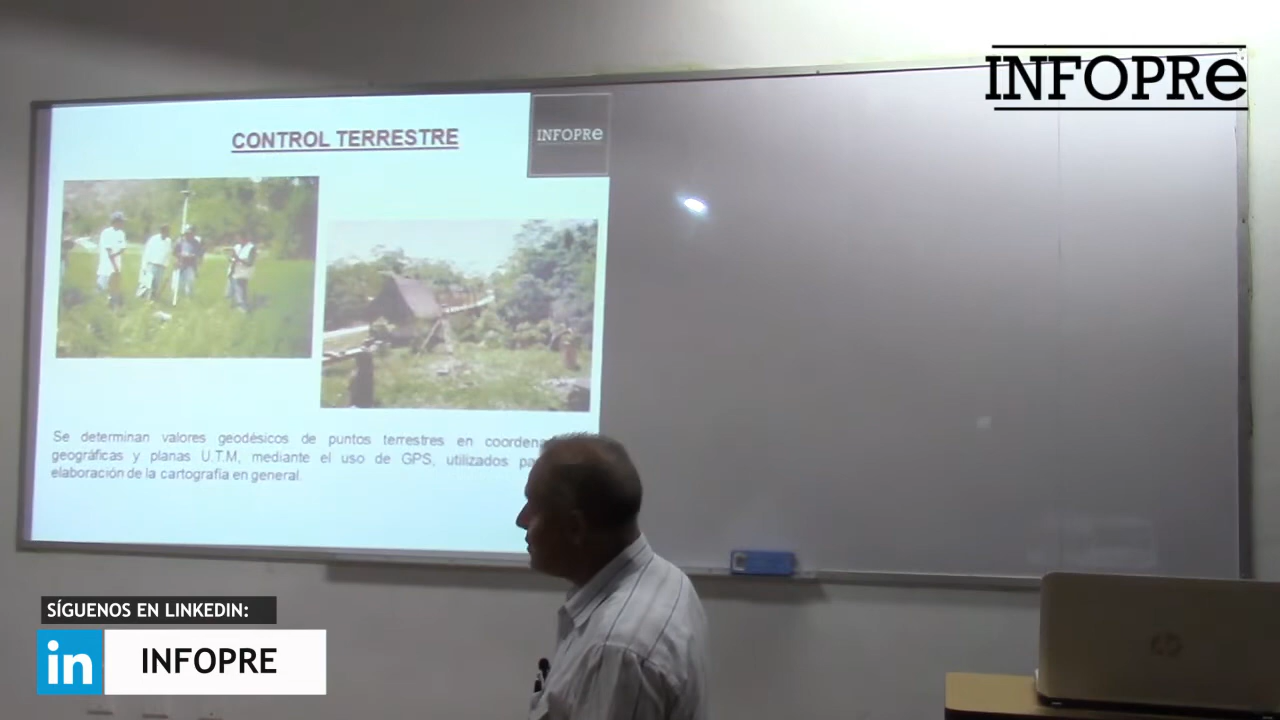 INFOPRe
CONTROL TERRESTRE
INFOPRe
Se determinan valores geodésicos de puntos terrestres en
geográficas y planas U.T.M, mediante el uso de GPS, utilizados
elaboración de la cartografía en general.
SÍGUENOS EN LINKEDIN:
in
INFOPRE
hp